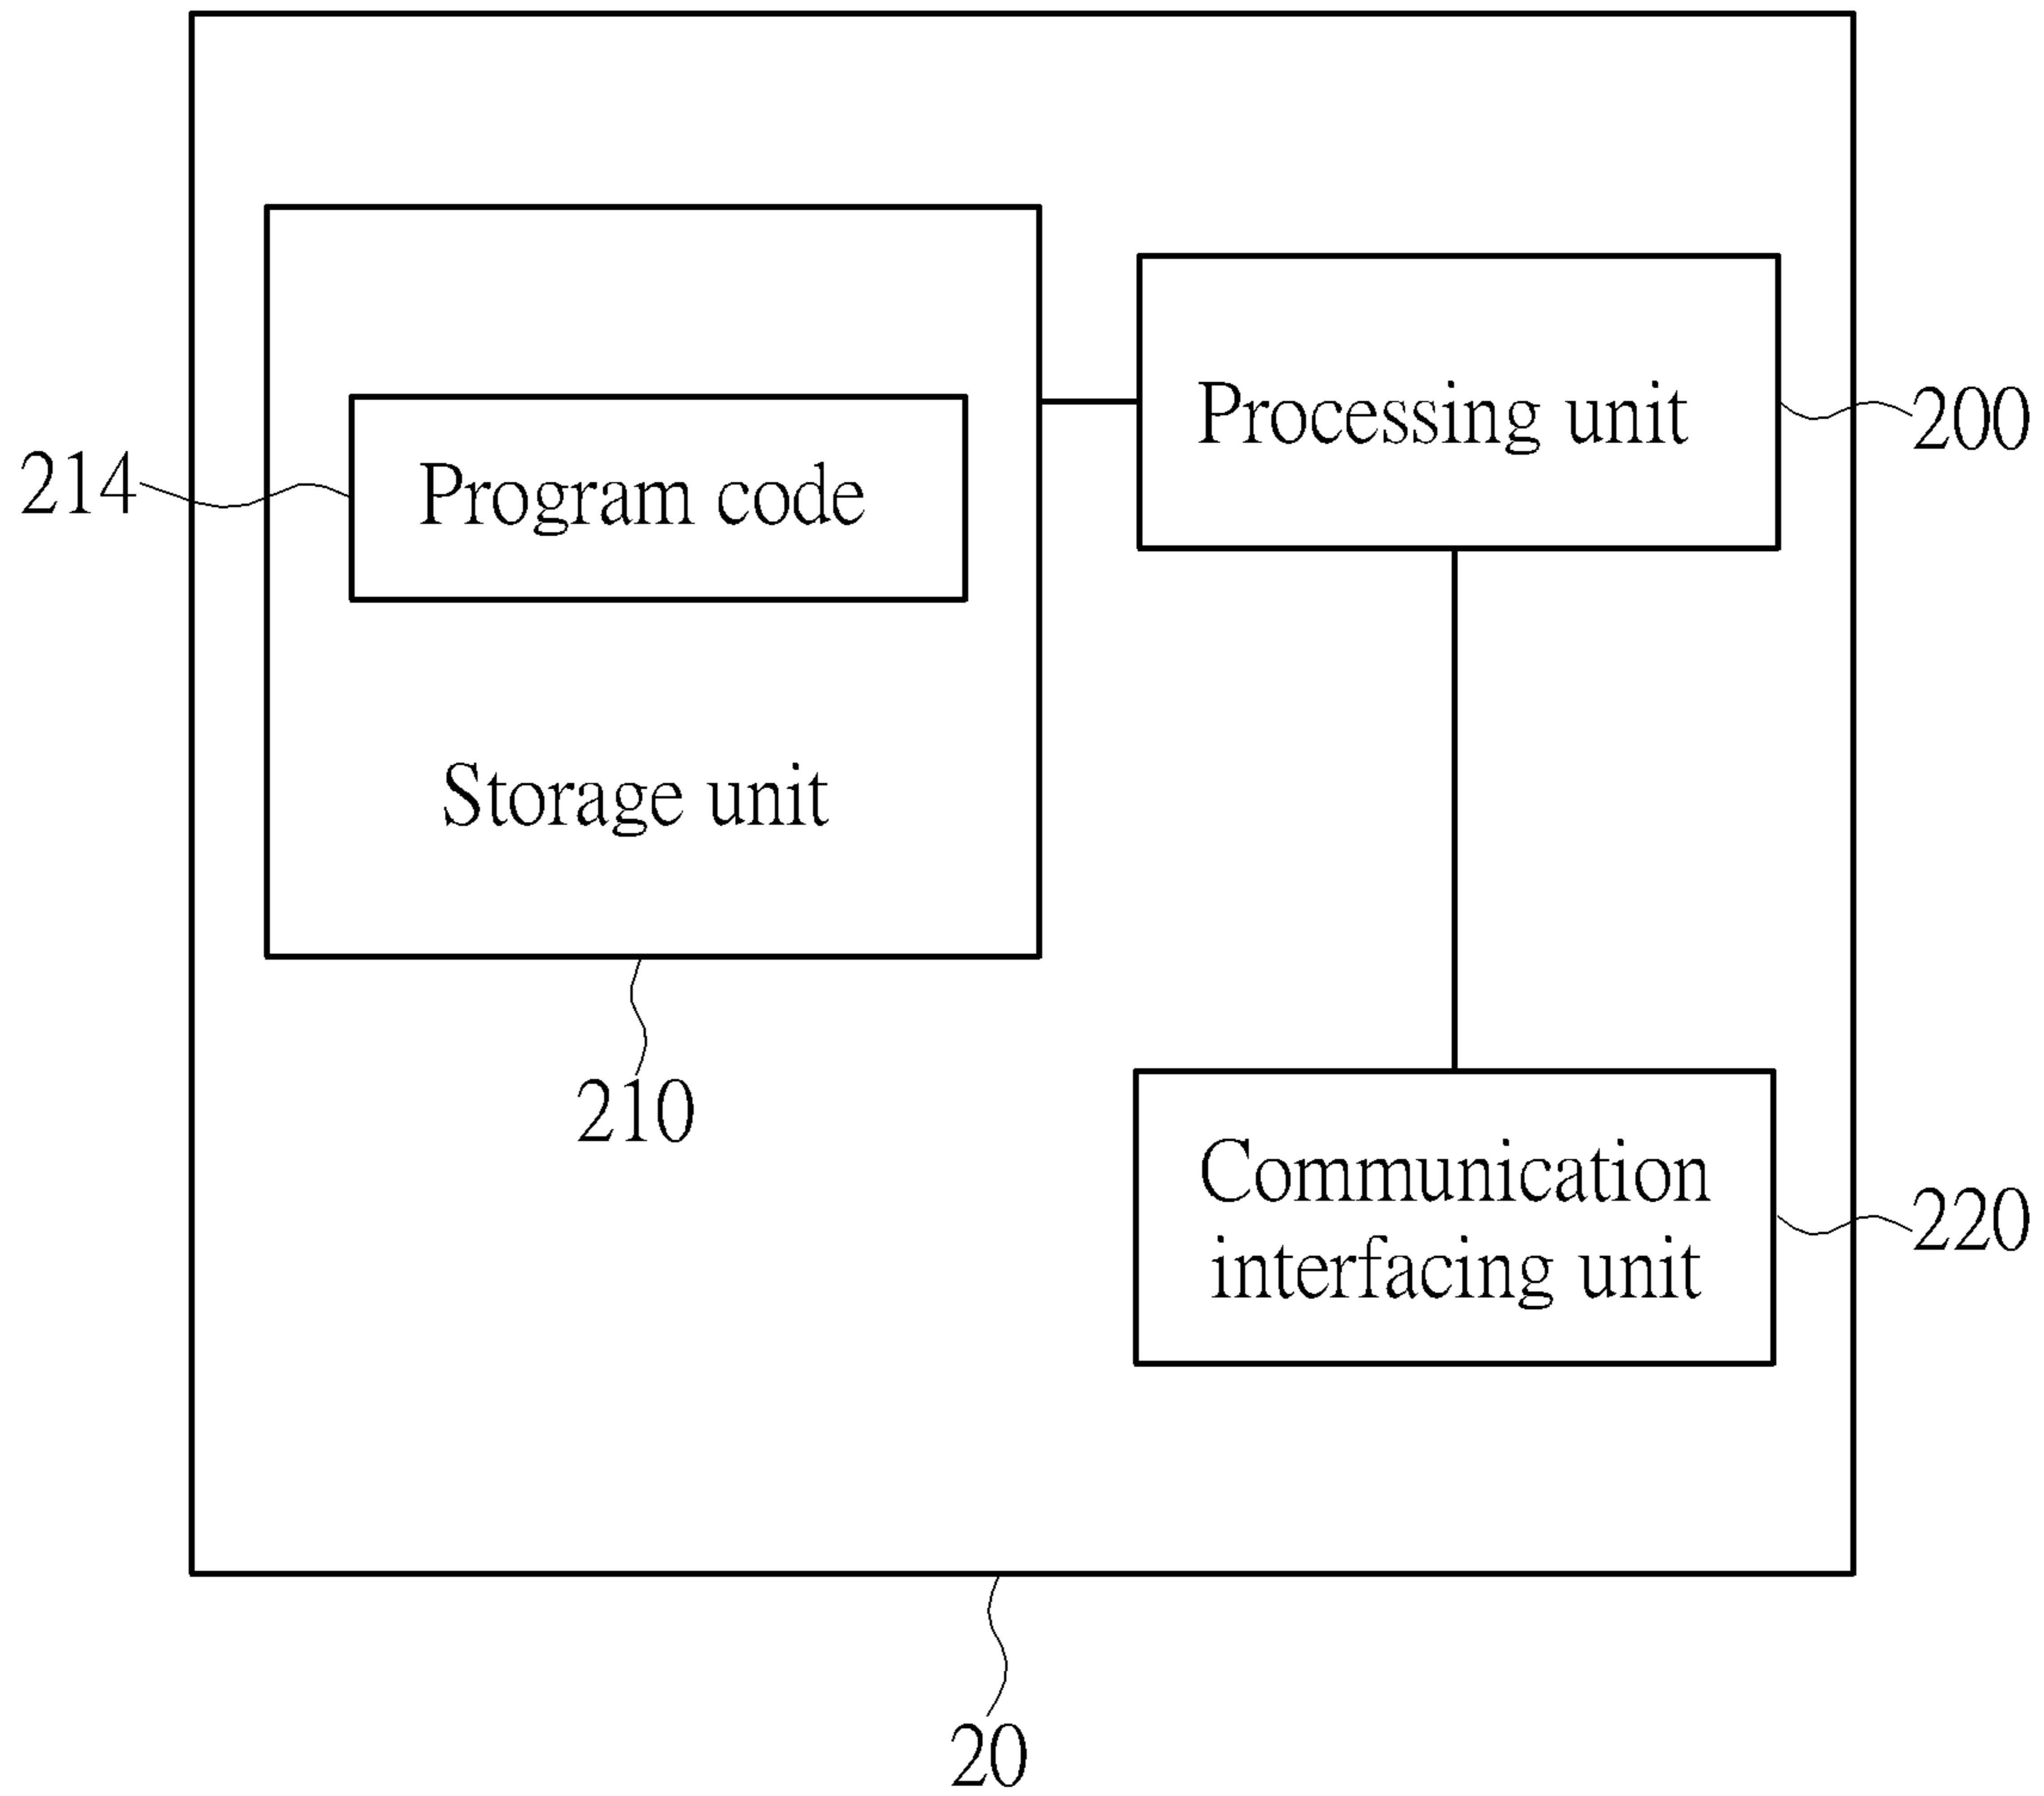 Processing unit
200
214
Program code
Storage unit
210
Communication
interfacing unit
220
20